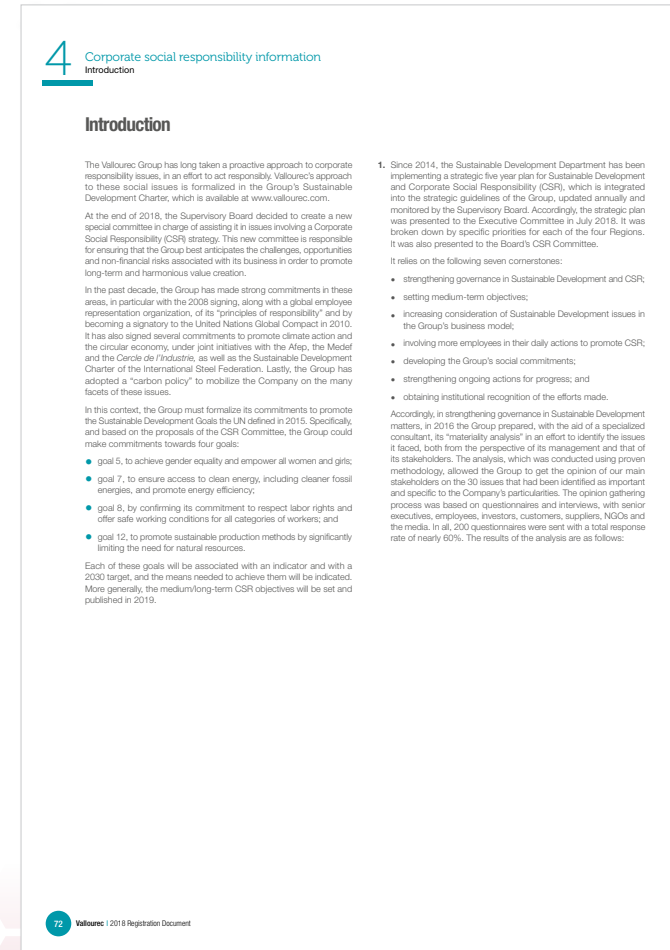 4
Corporate social responsibility information
Introduction
Introduction
The Vallourec Group has long taken a proactive approach to corporate
responsibility issues, in an effort to act responsibly. Vallourec's approach
to these social issues is formalized in the Group's Sustainable
Development Charter, which is available at www.vallourec.com.
At the end of 2018, the Supervisory Board decided to create a new
special committee in charge of assisting it in issues involving a Corporate
Social Responsibility (CSR) strategy. This new committee is responsible
for ensuring that the Group best anticipates the challenges, opportunities
and non-financial risks associated with its business in order to promote
long-term and harmonious value creation.
In the past decade, the Group has made strong commitments in these
areas, in particular with the 2008 signing, along with a global employee
representation organization, of its "principles of responsibility" and by
becoming a signatory to the United Nations Global Compact in 2010.
It has also signed several commitments to promote climate action and
the circular economy, under joint initiatives with the Afep, the Medef
and the Cercle de l'Industrie, as well as the Sustainable Development
Charter of the International Steel Federation. Lastly, the Group has
adopted a "carbon policy" to mobilize the Company on the many
facets of these issues.
In this context, the Group must formalize its commitments to promote
the Sustainable Development Goals the UN defined in 2015. Specifically,
and based on the proposals of the CSR Committee, the Group could
make commitments towards four goals:
• goal 5, to achieve gender equality and empower all women and girls;
• goal 7, to ensure access to clean energy, including cleaner fossil
energies, and promote energy efficiency;
• goal 8, by confirming its commitment to respect labor rights and
offer safe working conditions for all categories of workers; and
• goal 12, to promote sustainable production methods by significantly
limiting the need for natural resources.
Each of these goals will be associated with an indicator and with a
2030 target, and the means needed to achieve them will be indicated.
More generally, the medium/long-term CSR objectives will be set and
published in 2019.
1. Since 2014, the Sustainable Development Department has been
implementing a strategic five year plan for Sustainable Development
and Corporate Social Responsibility (CSR), which is integrated
into the strategic guidelines of the Group, updated annually and
monitored by the Supervisory Board. Accordingly, the strategic plan
was presented to the Executive Committee in July 2018. It was
broken down by specific priorities for each of the four Regions.
It was also presented to the Board's CSR Committee.
It relies on the following seven cornerstones:
• strengthening governance in Sustainable Development and CSR;
• setting medium-term objectives;
• increasing consideration of Sustainable Development issues in
the Group's business model;
• involving more employees in their daily actions to promote CSR;
• developing the Group's social commitments;
• strengthening ongoing actions for progress; and
• obtaining institutional recognition of the efforts made.
Accordingly, in strengthening governance in Sustainable Development
matters, in 2016 the Group prepared, with the aid of a specialized
consultant, its "materiality analysis" in an effort to identify the issues
it faced, both from the perspective of its management and that of
its stakeholders. The analysis, which was conducted using proven
methodology, allowed the Group to get the opinion of our main
stakeholders on the 30 issues that had been identified as important
and specific to the Company's particularities. The opinion gathering
process was based on questionnaires and interviews, with senior
executives, employees, investors, customers, suppliers, NGOs and
the media. In all, 200 questionnaires were sent with a total response
rate of nearly 60%. The results of the analysis are as follows:
72 Vallourec | 2018 Registration Document